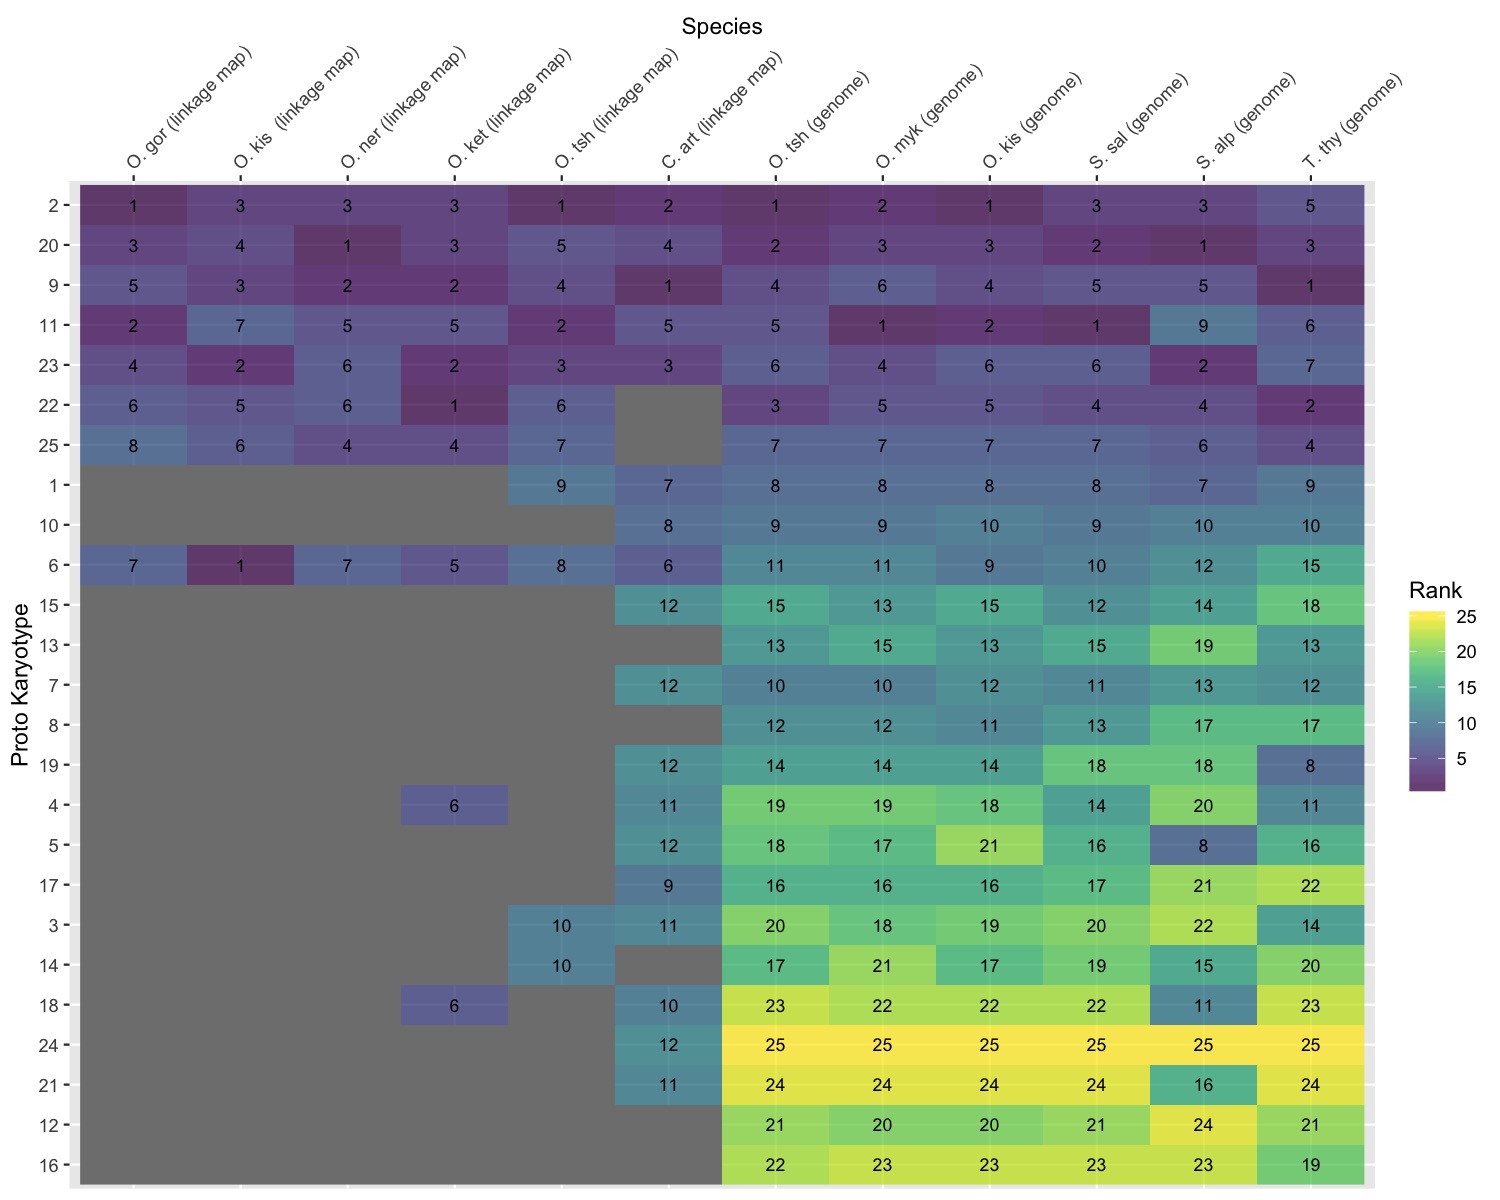 Species
O. gor (linkage map) O. kis (linkage map) O. ner (linkage map) O. ket (linkage map) O. tsh (linkage map) C. art (linkage map) O. tsh (genome) O. myk (genome) O. kis (genome) S. sal (genome) S. alp (genome) T. thy (genome)
2 1 3 3 3 1 2 1 2 1 3 3 5
20 3 4 1 3 5 4 2 3 3 2 1 3
9 5 3 2 2 4 1 4 6 4 5 5 1
11 2 7 5 5 2 5 5 1 2 1 9 6
23 4 2 6 2 3 3 6 4 6 6 2 7
22 6 5 6 1 6 3 5 5 4 4 2
25 8 6 4 4 7 7 7 7 7 6 4
1 9 7 8 8 8 8 7 9
10 8 9 9 10 9 10 10
6 7 1 7 5 8 6 11 11 9 10 12 15
15 12 15 13 15 12 14 18
13 13 15 13 15 19 13
7 12 10 10 12 11 13 12
8 12 12 11 13 17 17
19 12 14 14 14 18 18 8
4 6 11 19 19 18 14 20 11
5 12 18 17 21 16 8 16
17 9 16 16 16 17 21 22
3 10 11 20 18 19 20 22 14
14 10 17 21 17 19 15 20
18 6 10 23 22 22 22 11 23
24 12 25 25 25 25 25 25
21 11 24 24 24 24 16 24
12 21 20 20 21 24 21
16 22 23 23 23 23 19
Proto Karyotype
Rank
25
20
15
10
5